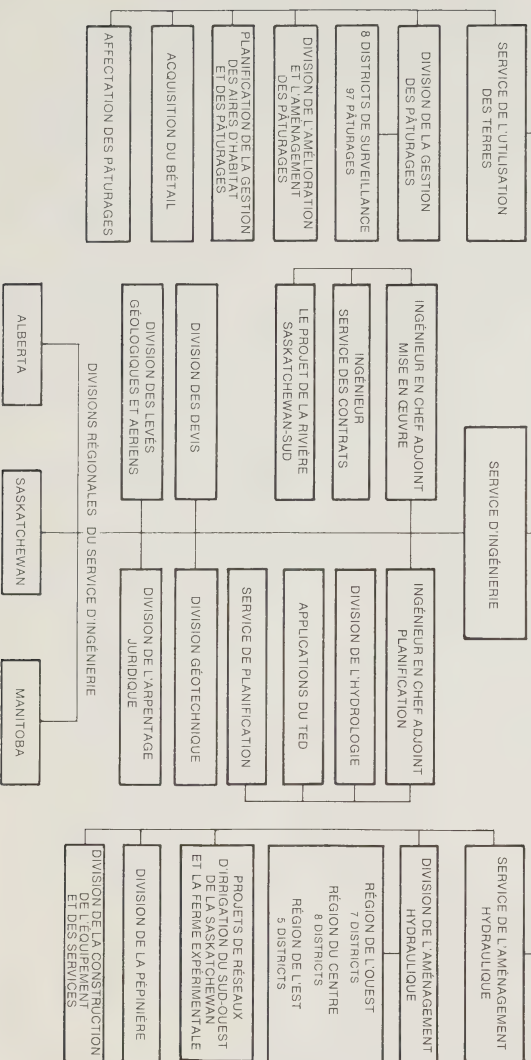 SERVICE DE L'UTILISATION
DES TERRES
DIVISION DE LA GESTION
DES PÂTURAGES
8 DISTRICTS DE SURVEILLANCE
97 PÂTURAGES
DIVISION DE L'AMÉLIORATION
ET L'AMÉNAGEMENT
DES PÂTURAGES
PLANIFICATION DE LA GESTION
DES AIRES D'HABITAT
ET DES PÂTURAGES
ACQUISITION DU BÉTAIL
AFFECTATION DES PÂTURAGES
SERVICE D'INGÉNIERIE
INGÉNIEUR EN CHEF ADJOINT
MISE EN ŒUVRE
INGÉNIEUR
SERVICE DES CONTRATS
LE PROJET DE LA RIVIÈRE
SASKATCHEWAN-SUD
DIVISION DES DEVIS
DIVISION DES LEVÉS
GÉOLOGIQUES ET AERIENS
INGÉNIEUR EN CHEF ADJOINT
PLANIFICATION
DIVISION DE L'HYDROLOGIE
APPLICATIONS DU TED
SERVICE DE PLANIFICATION
DIVISION GÉOTECHNIQUE
DIVISION DE L'ARPENTAGE
JURIDIQUE
DIVISIONS RÉGIONALES DU SERVICE D'INGÉNIERIE
ALBERTA
SASKATCHEWAN
MANITOBA
SERVICE DE L'AMÉNAGEMENT
HYDRAULIQUE
DIVISION DE L'AMÉNAGEMENT
HYDRAULIQUE
RÉGION DE L'OUEST
7 DISTRICTS
RÉGION DU CENTRE
8 DISTRICTS
RÉGION DE L'EST
5 DISTRICTS
PROJETS DE RÉSEAUX
D'IRRIGATION DU SUD-OUEST
DE LA SASKATCHEWAN
ET LA FERME EXPÉRIMENTALE
DIVISION DE LA PÉPINIÈRE
DIVISION DE LA CONSTRUCTION
DE L'ÉQUIPEMENT
ET DES SERVICES